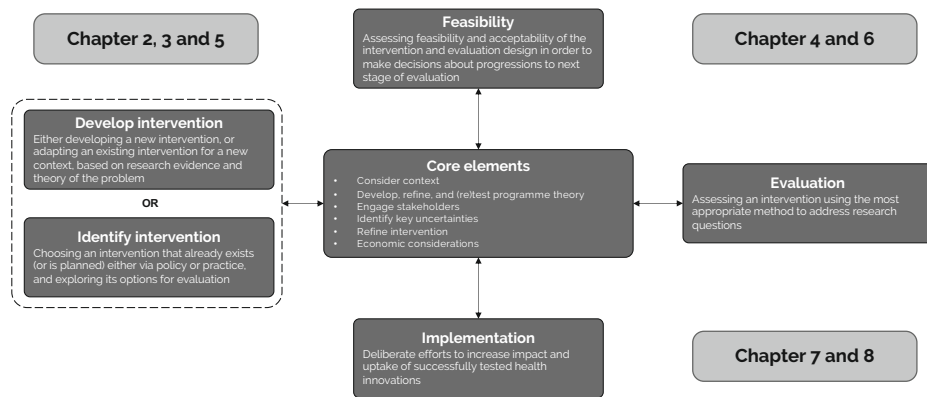 Chapter 2, 3 and 5
Feasibility
Assessing feasibility and acceptability of the
intervention and evaluation design in order to
make decisions about progressions to next
stage of evaluation
Chapter 4 and 6
Develop intervention
Either developing a new intervention, or
adapting an existing intervention for a new
context, based on research evidence and
theory of the problem
OR
Identify intervention
Choosing an intervention that already exists
(or is planned) either via policy or practice,
and exploring its options for evaluation
Core elements
• Consider context
• Develop, refine, and (re)test programme theory
• Engage stakeholders
• Identify key uncertainties
• Refine intervention
• Economic considerations
Evaluation
Assessing an intervention using the most
appropriate method to address research
questions
Implementation
Deliberate efforts to increase impact and
uptake of successfully tested health
innovations
Chapter 7 and 8